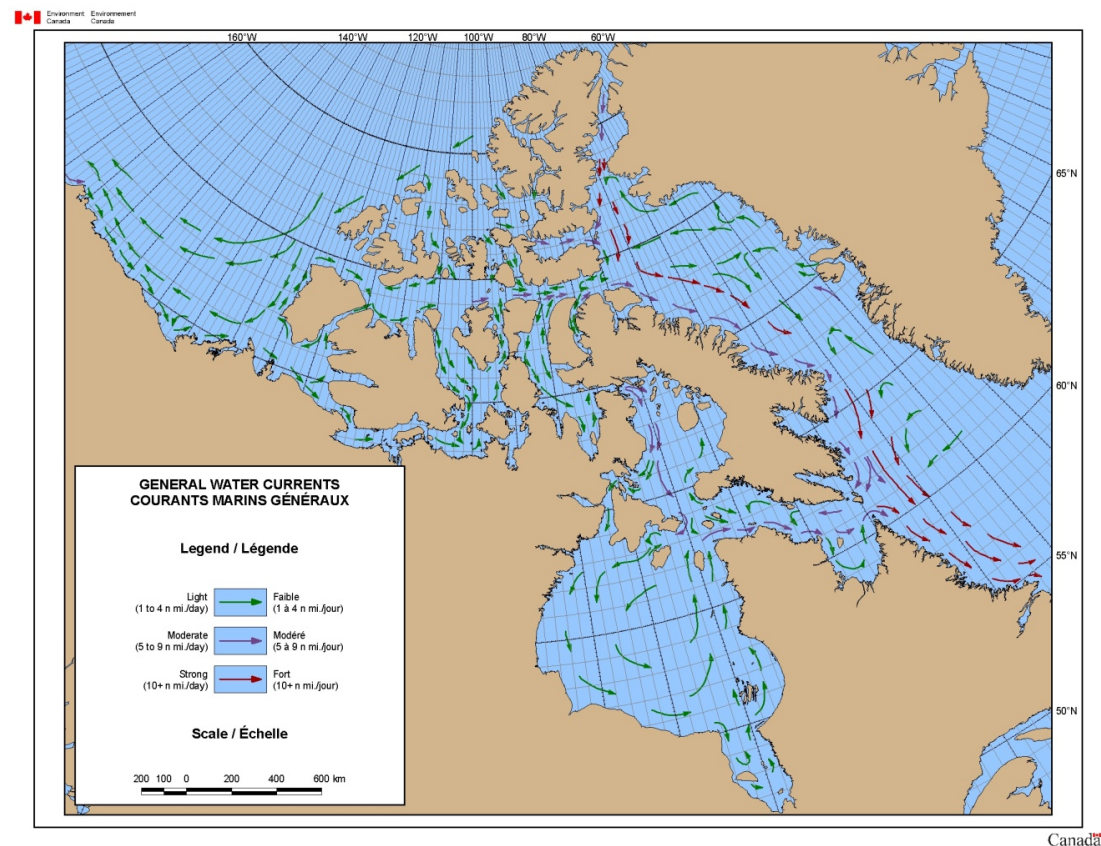 Environment Environnement
Canada Canada
160°W 140°W 120°W 100°W 80°W 60°W
65°N
60°N
55°N
50°N
GENERAL WATER CURRENTS
COURANTS MARINS GÉNÉRAUX
Legend / Légende
Light Faible
(1 to 4 n mi./day) (1 à 4 n mi./jour)
Moderate Modéré
(5 to 9 n mi./day) (5 à 9 n mi./jour)
Strong Fort
(10+ n mi./day) (10+ n mi./jour)
Scale / Échelle
200 100 0 200 400 600 km
Canada